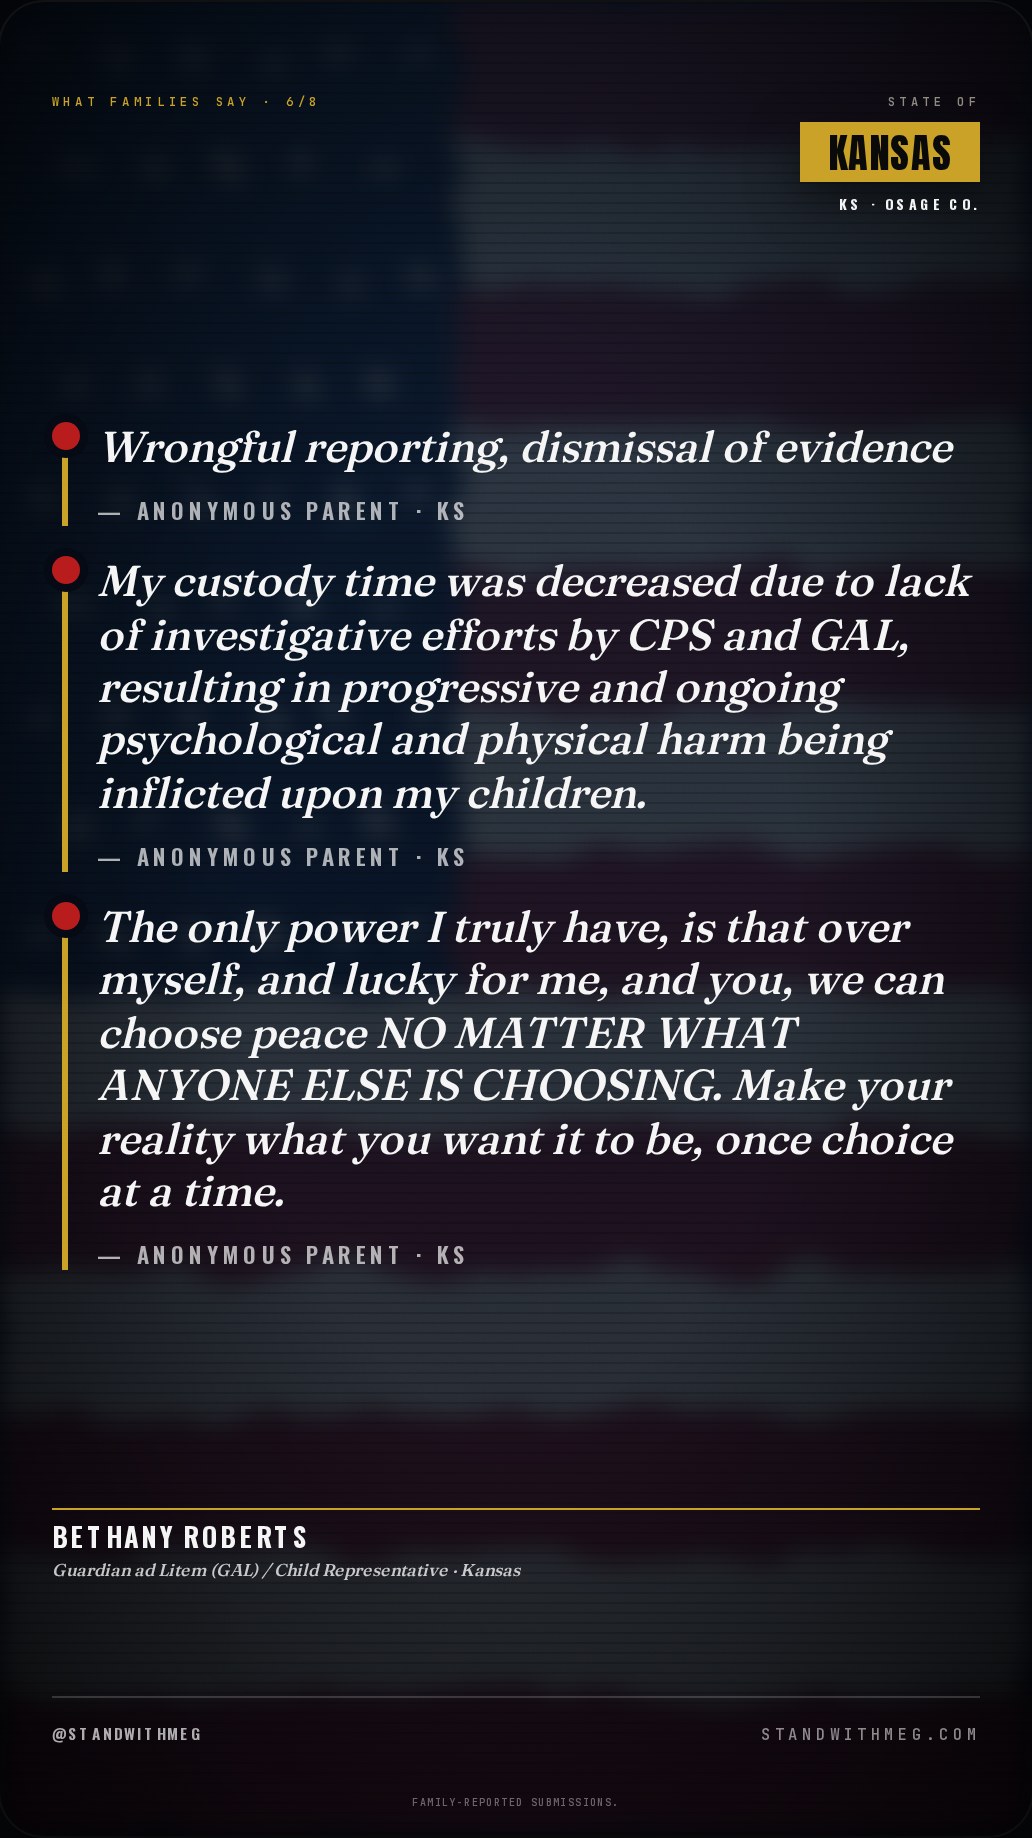 WHAT FAMILIES SAY · 6/8
STATE OF
KANSAS
KS · OSAGE CO.
Wrongful reporting, dismissal of evidence
— ANONYMOUS PARENT · KS
My custody time was decreased due to lack
of investigative efforts by CPS and GAL,
resulting in progressive and ongoing
psychological and physical harm being
inflicted upon my children.
— ANONYMOUS PARENT · KS
The only power I truly have, is that over
myself, and lucky for me, and you, we can
choose peace NO MATTER WHAT
ANYONE ELSE IS CHOOSING. Make your
reality what you want it to be, once choice
at a time.
— ANONYMOUS PARENT · KS
BETHANY ROBERTS
Guardian ad Litem (GAL) / Child Representative · Kansas
@STANDWITHMEG
STANDWITHMEG.COM
FAMILY-REPORTED SUBMISSIONS.